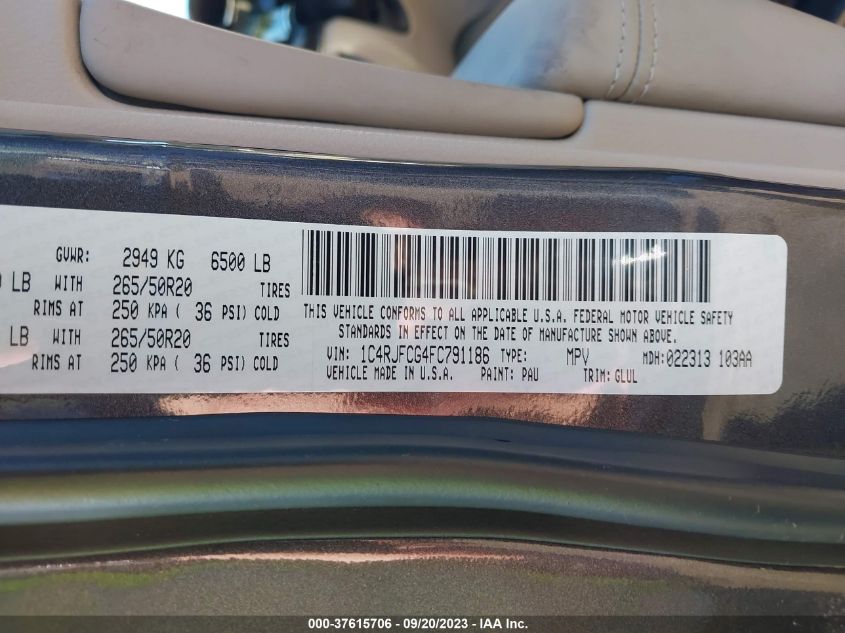 GVWR: 2949 KG 6500 LB
LB WITH 265/50R20 TIRES
RIMS AT 250 KPA ( 36 PSI) COLD
LB WITH 265/50R20 TIRES
RIMS AT 250 KPA ( 36 PSI) COLD
THIS VEHICLE CONFORMS TO ALL APPLICABLE U.S.A. FEDERAL MOTOR VEHICLE SAFETY
STANDARDS IN EFFECT ON THE DATE OF MANUFACTURE SHOWN ABOVE.
VIN: 1C4RJFCG4FC791186 TYPE: MPV MDH:022313 103AA
VEHICLE MADE IN U.S.A. PAINT: PAU TRIM: GLUL
000-37615706 - 09/20/2023 - IAA Inc.